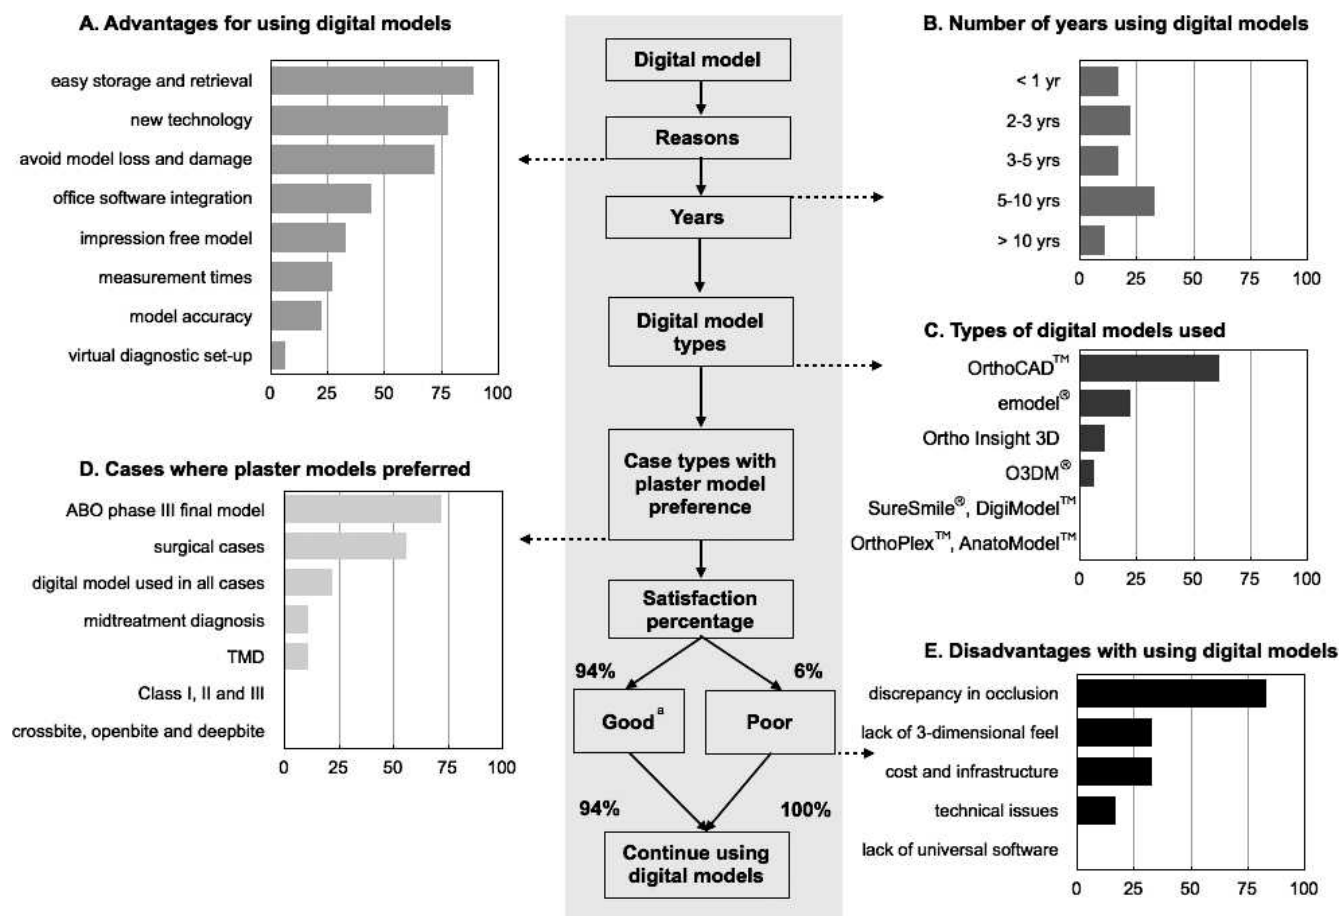 A. Advantages for using digital models
easy storage and retrieval
new technology
avoid model loss and damage
office software integration
impression free model
measurement times
model accuracy
virtual diagnostic set-up
0 25 50 75 100
D. Cases where plaster models preferred
ABO phase III final model
surgical cases
digital model used in all cases
midtreatment diagnosis
TMD
Class I, II and III
crossbite, openbite and deepbite
0 25 50 75 100
Digital model
Reasons
Years
Digital model
types
Case types with
plaster model
preference
Satisfaction
percentage
94% 6%
Good a Poor
94% 100%
Continue using
digital models
B. Number of years using digital models
< 1 yr
2-3 yrs
3-5 yrs
5-10 yrs
> 10 yrs
0 25 50 75 100
C. Types of digital models used
OrthoCAD™
emodel®
Ortho Insight 3D
O3DM®
SureSmile®, DigiModel™
OrthoPlex™, AnatoModel™
0 25 50 75 100
E. Disadvantages with using digital models
discrepancy in occlusion
lack of 3-dimensional feel
cost and infrastructure
technical issues
lack of universal software
0 25 50 75 100